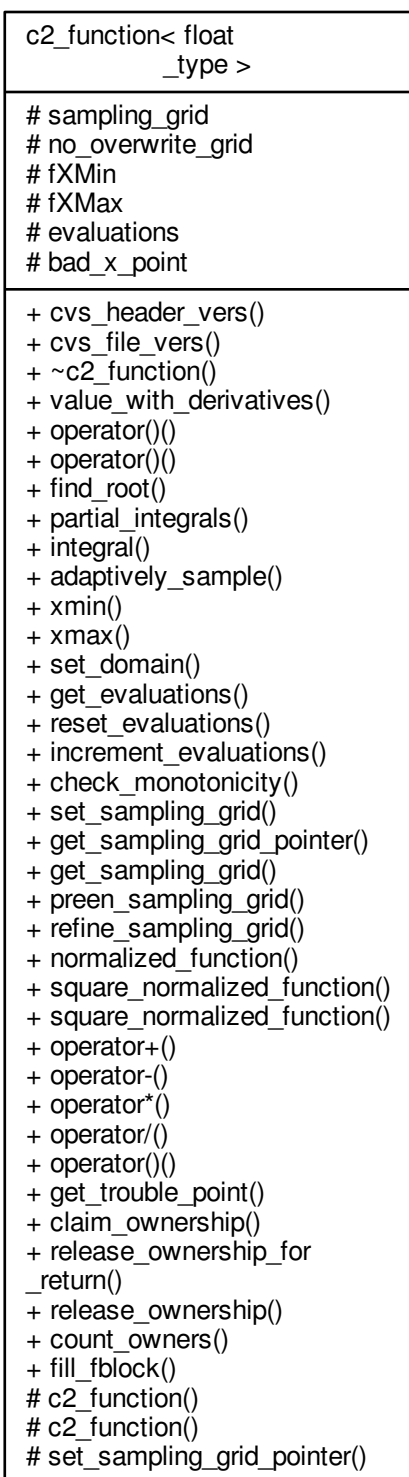 c2_function< float
_type >
# sampling_grid
# no_overwrite_grid
# fXMin
# fXMax
# evaluations
# bad_x_point
+ cvs_header_vers()
+ cvs_file_vers()
+ ~c2_function()
+ value_with_derivatives()
+ operator()()
+ operator()()
+ find_root()
+ partial_integrals()
+ integral()
+ adaptively_sample()
+ xmin()
+ xmax()
+ set_domain()
+ get_evaluations()
+ reset_evaluations()
+ increment_evaluations()
+ check_monotonicity()
+ set_sampling_grid()
+ get_sampling_grid_pointer()
+ get_sampling_grid()
+ preen_sampling_grid()
+ refine_sampling_grid()
+ normalized_function()
+ square_normalized_function()
+ square_normalized_function()
+ operator+()
+ operator-()
+ operator*()
+ operator/()
+ operator()()
+ get_trouble_point()
+ claim_ownership()
+ release_ownership_for
_return()
+ release_ownership()
+ count_owners()
+ fill_fblock()
# c2_function()
# c2_function()
# set_sampling_grid_pointer()